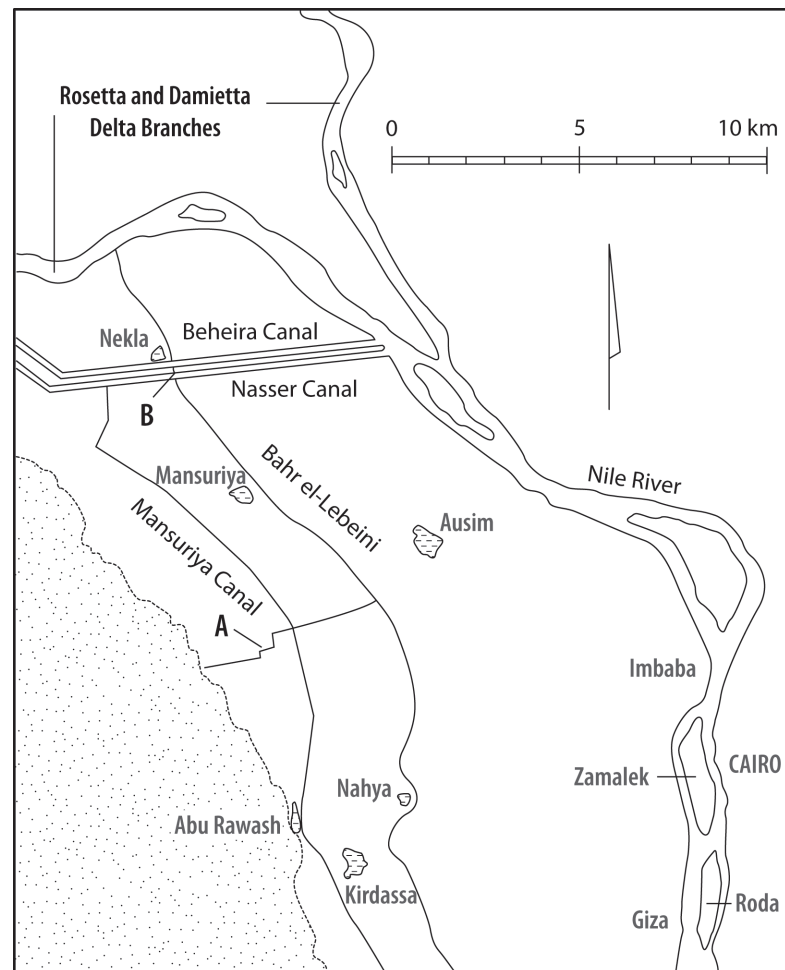 Rosetta and Damietta
Delta Branches
0 5 10 km
Nekla
Beheira Canal
Nasser Canal
B
Mansuriya
Bahr el-Lebeini
Nile River
Ausim
Mansuriya Canal
A
Imbaba
Zamalek
CAIRO
Nahya
Abu Rawash
Kirdassa
Giza
Roda